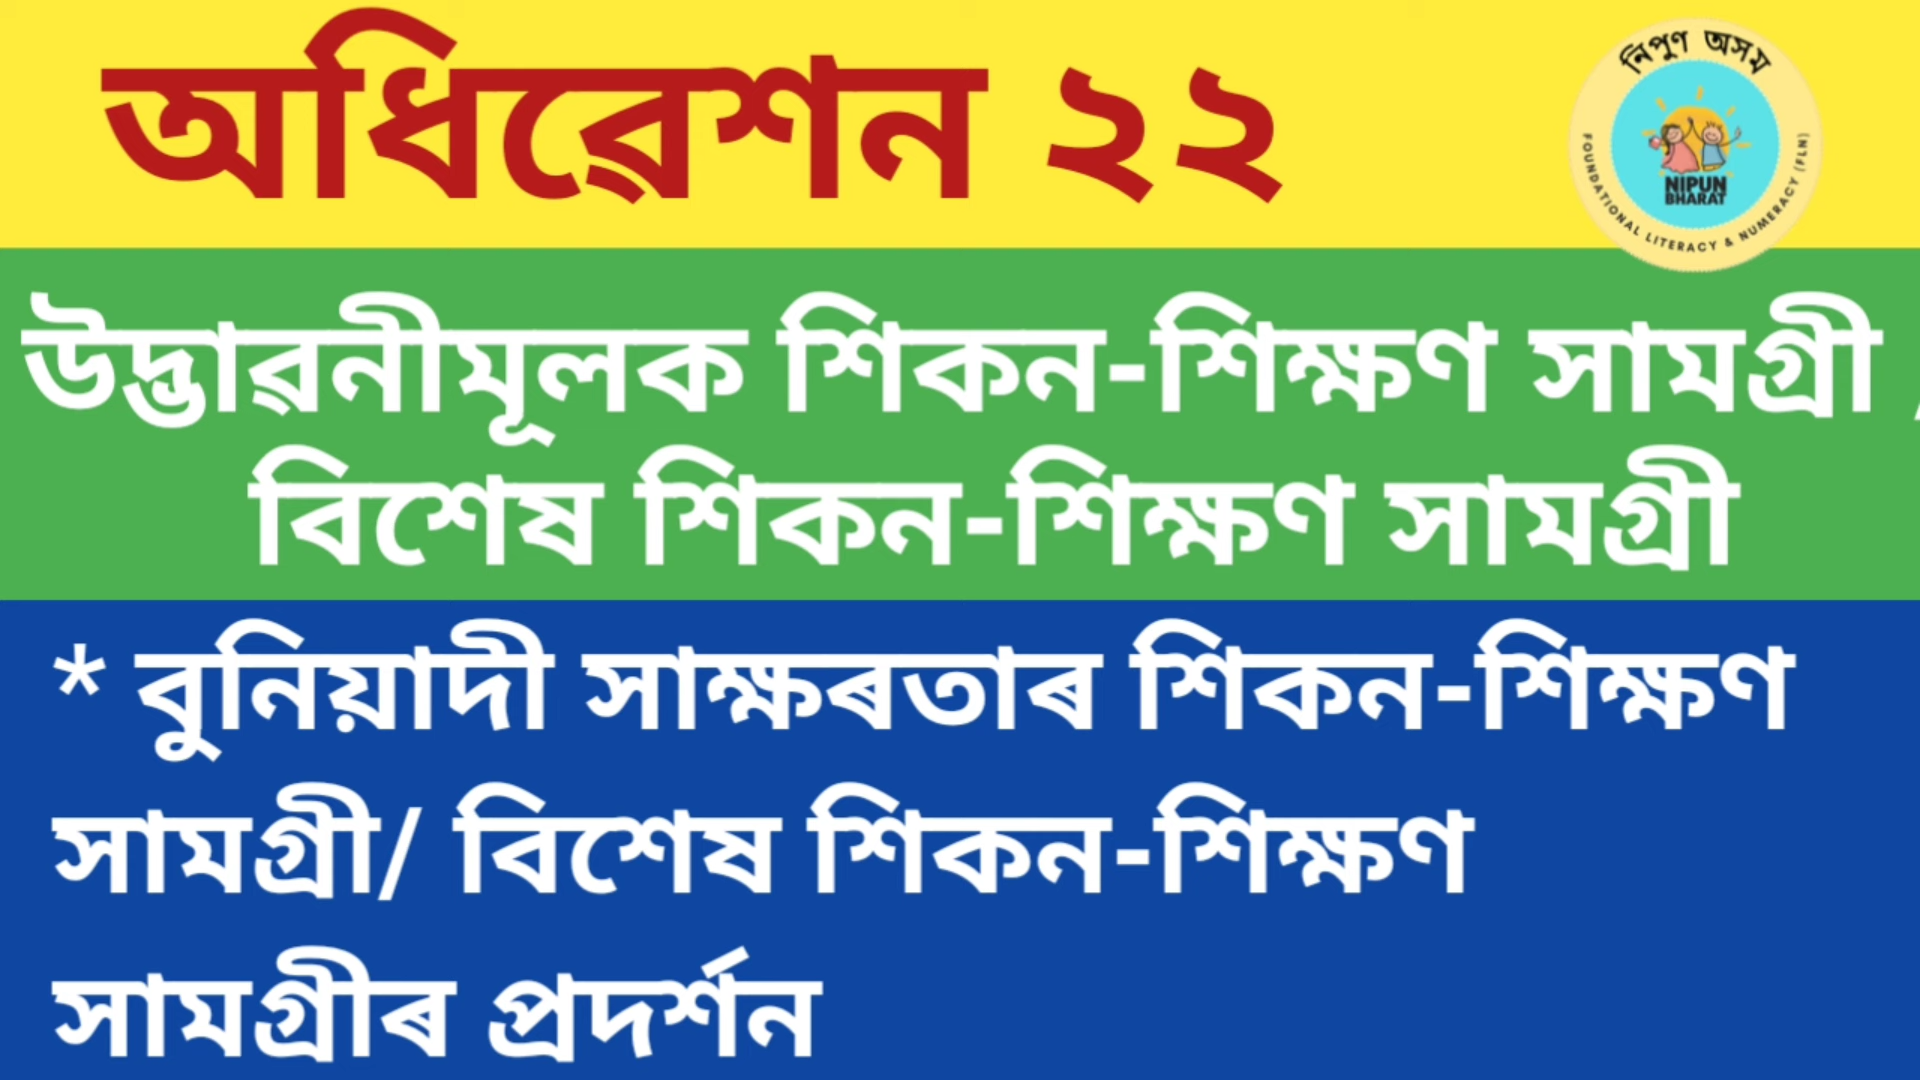 অধিৱেশন ২২
নিপুণ অসম
NIPUN
BHARAT
FOUNDATIONAL LITERACY & NUMERACY (FLN)
উদ্ভাৱনীমূলক শিকন-শিক্ষণ সামগ্ৰী ,
বিশেষ শিকন-শিক্ষণ সামগ্ৰী
* বুনিয়াদী সাক্ষৰতাৰ শিকন-শিক্ষণ
সামগ্ৰী/ বিশেষ শিকন-শিক্ষণ
সামগ্ৰীৰ প্ৰদৰ্শন